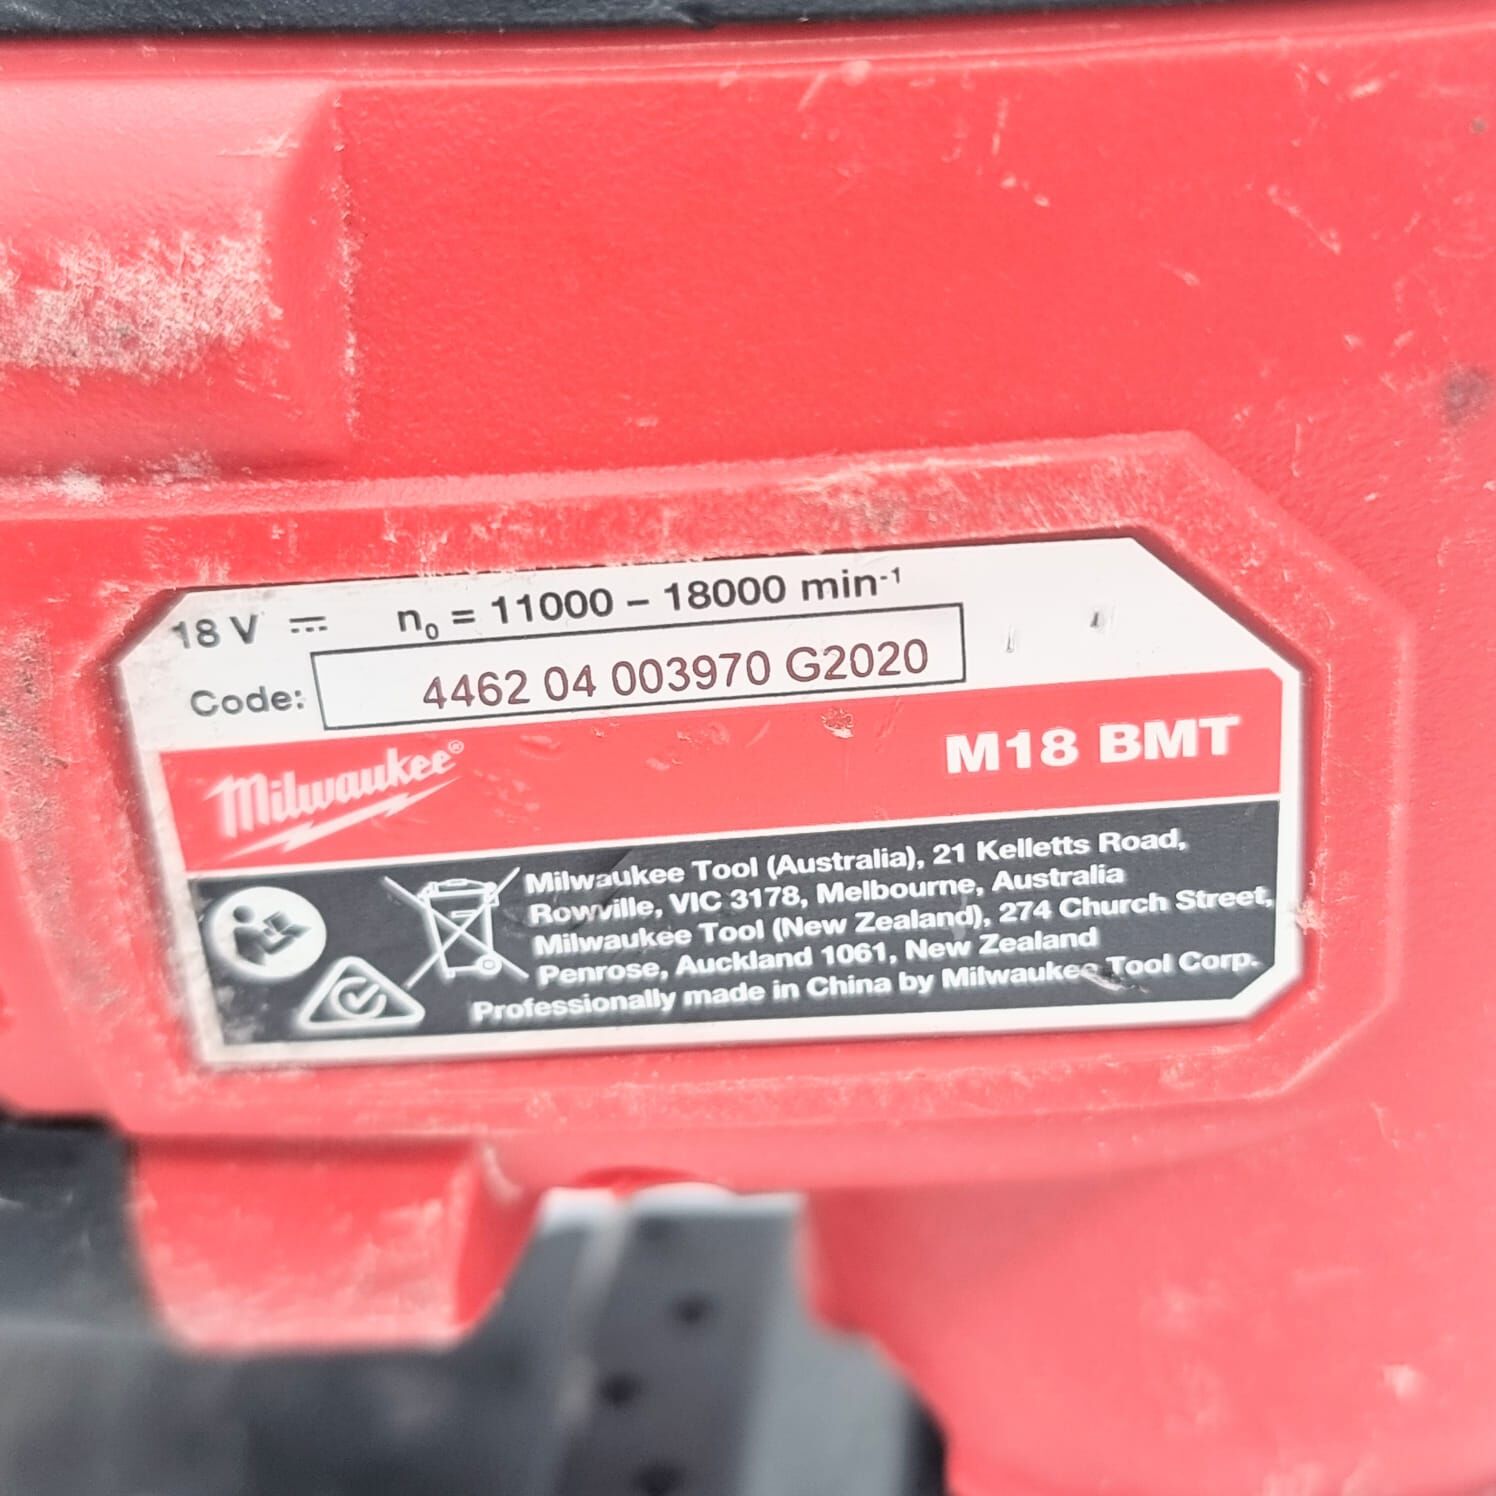 18 V ⎓ n₀ = 11000 – 18000 min⁻¹
Code: 4462 04 003970 G2020
Milwaukee® M18 BMT
Milwaukee Tool (Australia), 21 Kelletts Road,
Rowville, VIC 3178, Melbourne, Australia
Milwaukee Tool (New Zealand), 274 Church Street,
Penrose, Auckland 1061, New Zealand
Professionally made in China by Milwaukee Tool Corp.